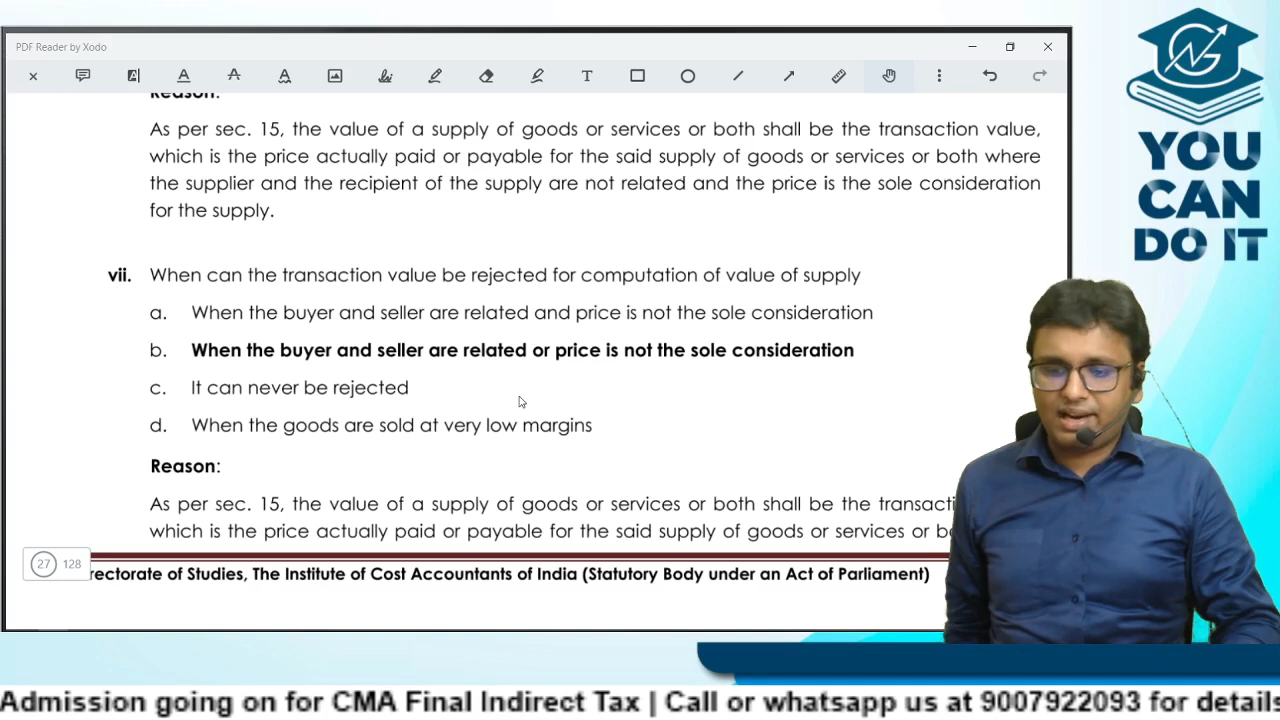 PDF Reader by Xodo
Reason:
As per sec. 15, the value of a supply of goods or services or both shall be the transaction value,
which is the price actually paid or payable for the said supply of goods or services or both where
the supplier and the recipient of the supply are not related and the price is the sole consideration
for the supply.
vii. When can the transaction value be rejected for computation of value of supply
a. When the buyer and seller are related and price is not the sole consideration
b. When the buyer and seller are related or price is not the sole consideration
c. It can never be rejected
d. When the goods are sold at very low margins
Reason:
As per sec. 15, the value of a supply of goods or services or both shall be the
which is the price actually paid or payable for the said supply of goods or services or
27 128
of Studies, The Institute of Cost Accountants of India (Statutory Body under an Act of Parliament)
YOU
CAN
DO IT
Admission going on for CMA Final Indirect Tax | Call or whatsapp us at 9007922093 for details